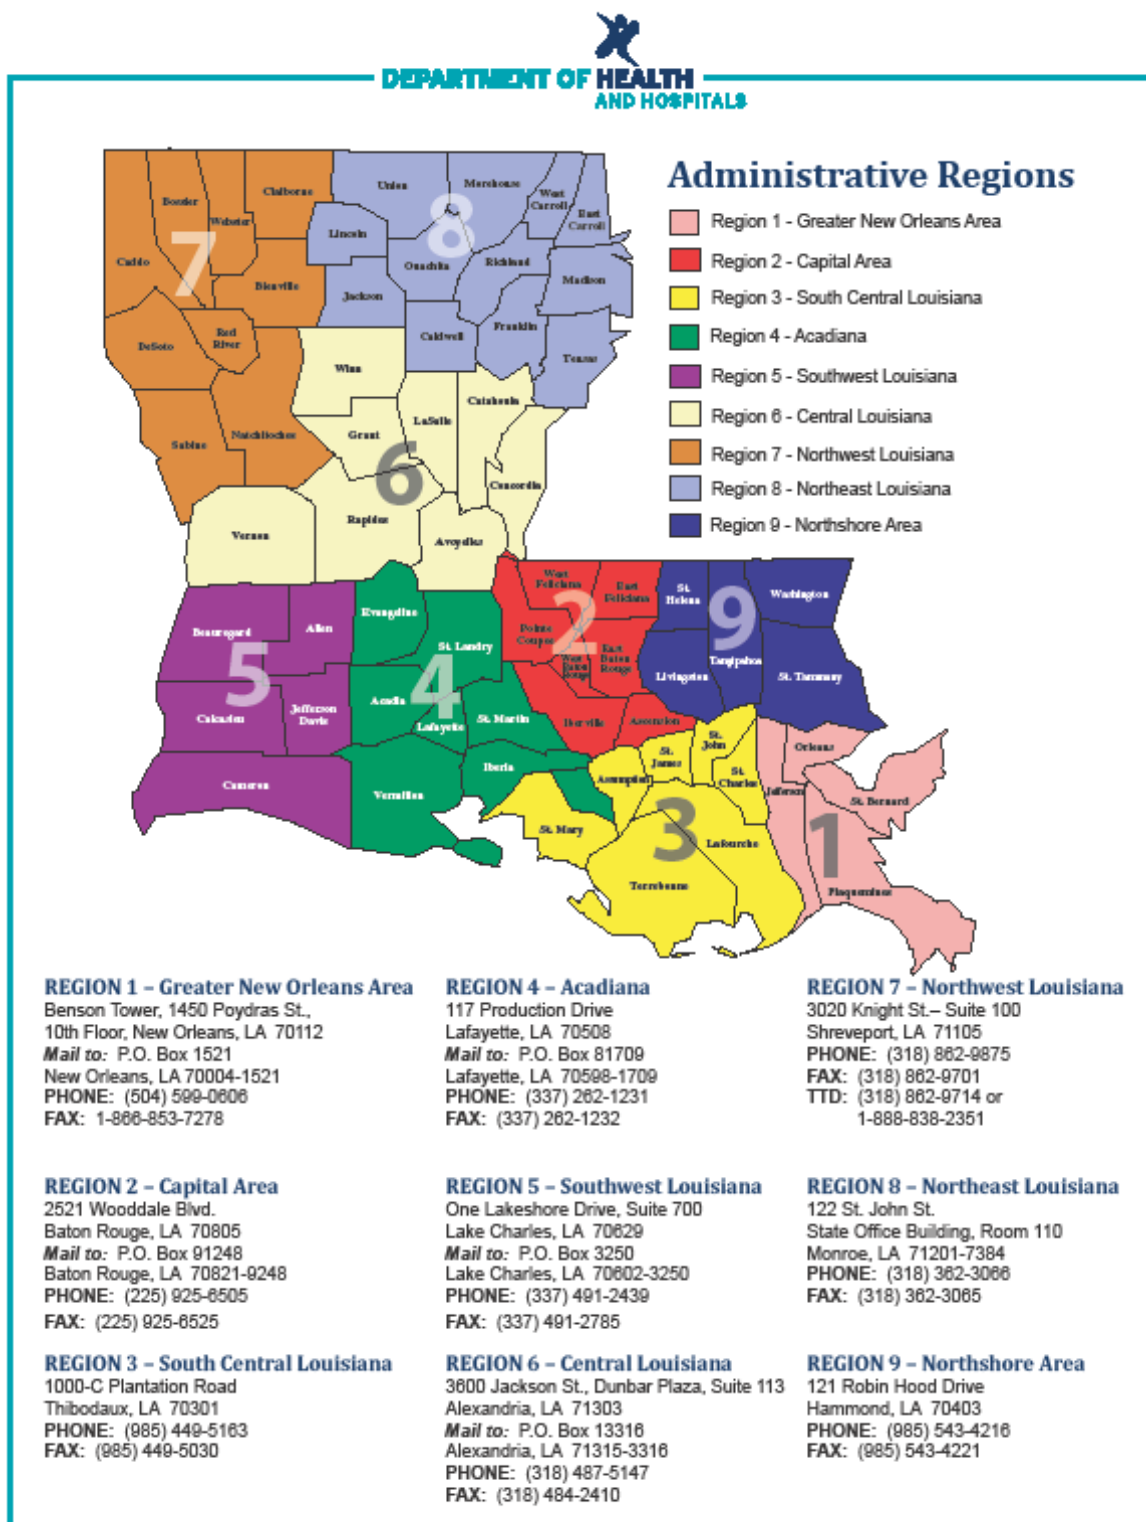 DEPARTMENT OF HEALTH
AND HOSPITALS
Administrative Regions
Region 1 - Greater New Orleans Area
Region 2 - Capital Area
Region 3 - South Central Louisiana
Region 4 - Acadiana
Region 5 - Southwest Louisiana
Region 6 - Central Louisiana
Region 7 - Northwest Louisiana
Region 8 - Northeast Louisiana
Region 9 - Northshore Area
Caddo
Bossier
Webster
Claiborne
Bienville
DeSoto
Red
River
Sabine
Natchitoches
7
Union
Morehouse
West
Carroll
East
Carroll
Lincoln
Ouachita
Richland
Madison
Jackson
Caldwell
Franklin
Tensas
8
Winn
Grant
LaSalle
Catahoula
Concordia
Vernon
Rapides
Avoyelles
6
Beauregard
Allen
Calcasieu
Jefferson
Davis
Cameron
5
Evangeline
St. Landry
Acadia
Lafayette
St. Martin
Iberia
Vermilion
4
West
Feliciana
East
Feliciana
Pointe
Coupee
West
Baton
Rouge
East
Baton
Rouge
Iberville
Ascension
2
St.
Helena
Washington
Livingston
Tangipahoa
St. Tammany
9
Assumption
St.
James
St.
John
St.
Charles
St. Mary
Lafourche
Terrebonne
3
Orleans
Jefferson
St. Bernard
Plaquemines
1
REGION 1 – Greater New Orleans Area
Benson Tower, 1450 Poydras St.,
10th Floor, New Orleans, LA 70112
Mail to: P.O. Box 1521
New Orleans, LA 70004-1521
PHONE: (504) 599-0606
FAX: 1-866-853-7278
REGION 2 – Capital Area
2521 Wooddale Blvd.
Baton Rouge, LA 70805
Mail to: P.O. Box 91248
Baton Rouge, LA 70821-9248
PHONE: (225) 925-6505
FAX: (225) 925-6525
REGION 3 – South Central Louisiana
1000-C Plantation Road
Thibodaux, LA 70301
PHONE: (985) 449-5163
FAX: (985) 449-5030
REGION 4 – Acadiana
117 Production Drive
Lafayette, LA 70508
Mail to: P.O. Box 81709
Lafayette, LA 70598-1709
PHONE: (337) 262-1231
FAX: (337) 262-1232
REGION 5 – Southwest Louisiana
One Lakeshore Drive, Suite 700
Lake Charles, LA 70629
Mail to: P.O. Box 3250
Lake Charles, LA 70602-3250
PHONE: (337) 491-2439
FAX: (337) 491-2785
REGION 6 – Central Louisiana
3600 Jackson St., Dunbar Plaza, Suite 113
Alexandria, LA 71303
Mail to: P.O. Box 13316
Alexandria, LA 71315-3316
PHONE: (318) 487-5147
FAX: (318) 484-2410
REGION 7 – Northwest Louisiana
3020 Knight St.– Suite 100
Shreveport, LA 71105
PHONE: (318) 862-9875
FAX: (318) 862-9701
TTD: (318) 862-9714 or
1-888-838-2351
REGION 8 – Northeast Louisiana
122 St. John St.
State Office Building, Room 110
Monroe, LA 71201-7384
PHONE: (318) 362-3066
FAX: (318) 362-3065
REGION 9 – Northshore Area
121 Robin Hood Drive
Hammond, LA 70403
PHONE: (985) 543-4216
FAX: (985) 543-4221